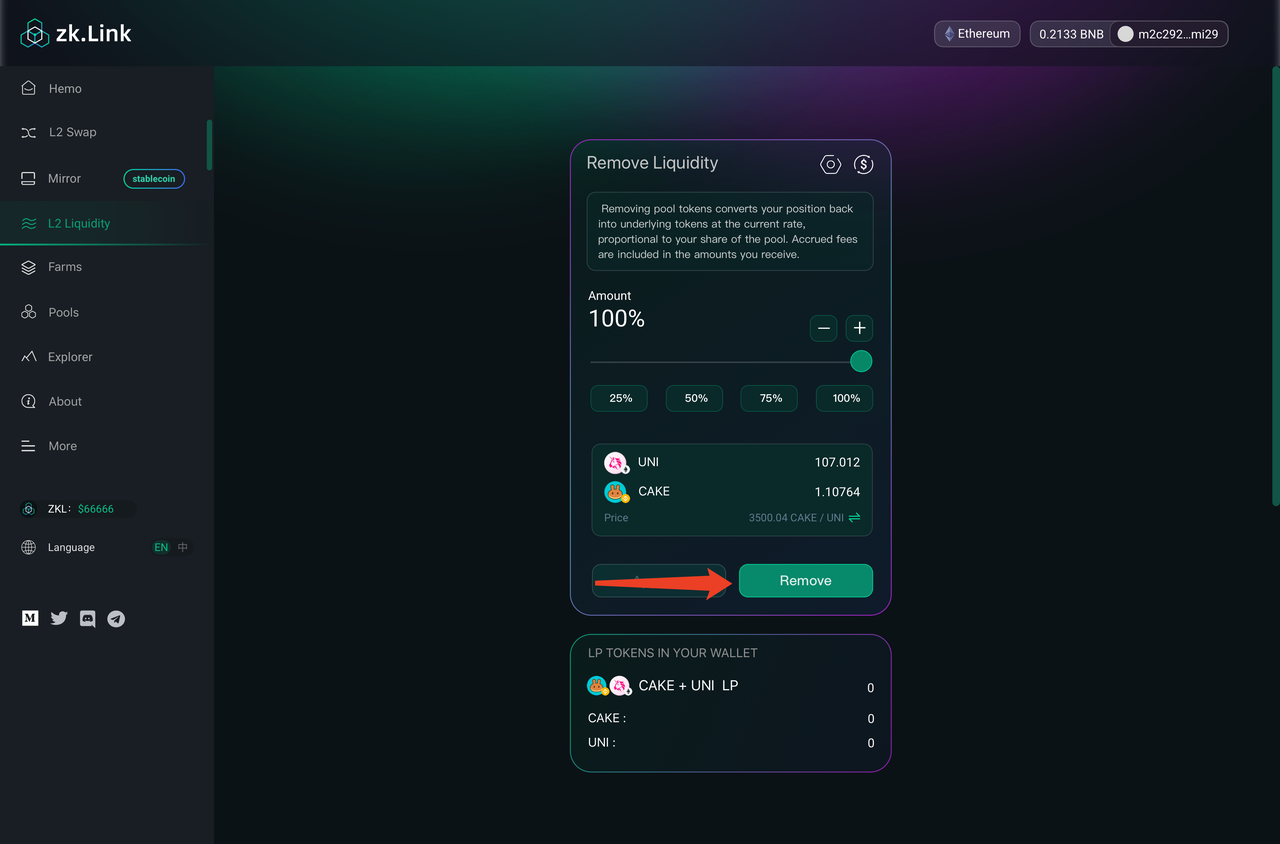 zk.Link
Ethereum
0.2133 BNB
m2c292...mi29
Hemo
L2 Swap
Mirror
stablecoin
L2 Liquidity
Farms
Pools
Explorer
About
More
ZKL: $66666
Language
EN 中
M
Remove Liquidity
$
Removing pool tokens converts your position back
into underlying tokens at the current rate,
proportional to your share of the pool. Accrued fees
are included in the amounts you receive.
Amount
100%
25% 50% 75% 100%
UNI 107.012
CAKE 1.10764
Price 3500.04 CAKE / UNI
Remove
LP TOKENS IN YOUR WALLET
CAKE + UNI LP 0
CAKE : 0
UNI : 0